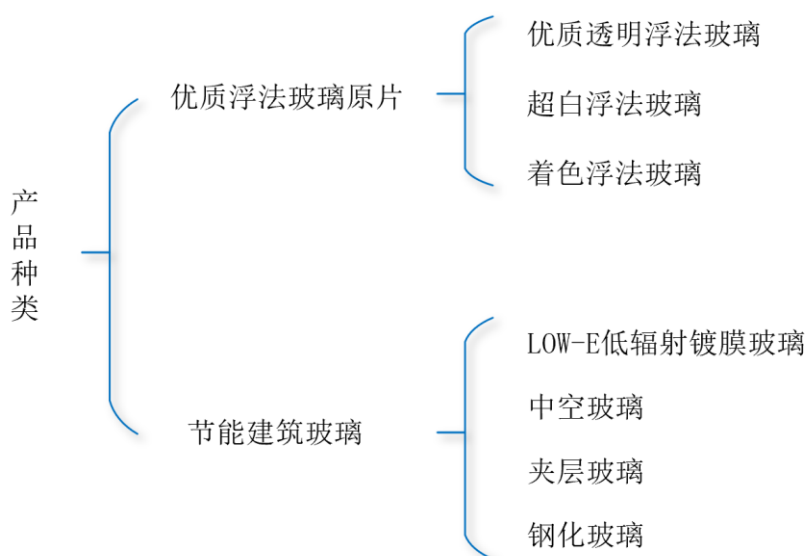 产品种类
优质浮法玻璃原片
优质透明浮法玻璃
超白浮法玻璃
着色浮法玻璃
节能建筑玻璃
LOW-E低辐射镀膜玻璃
中空玻璃
夹层玻璃
钢化玻璃